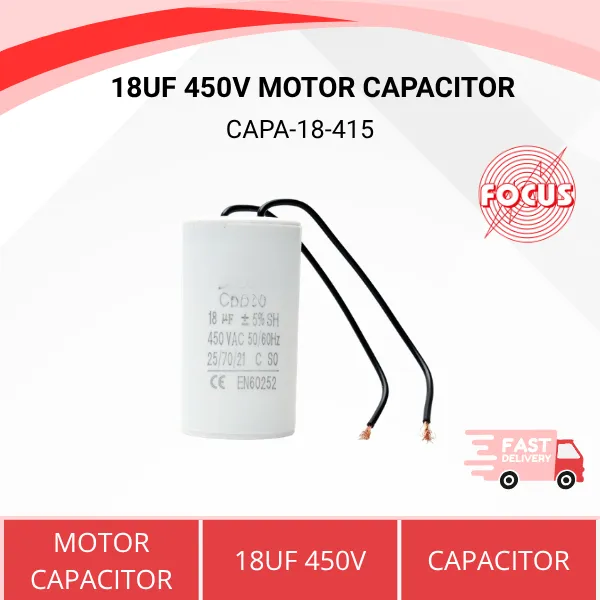 18UF 450V MOTOR CAPACITOR
CAPA-18-415
FOCUS
18 µF ± 5% SH
450 VAC 50/60Hz
25/70/21 C S0
CE EN60252
FAST
DELIVERY
MOTOR
CAPACITOR
18UF 450V
CAPACITOR